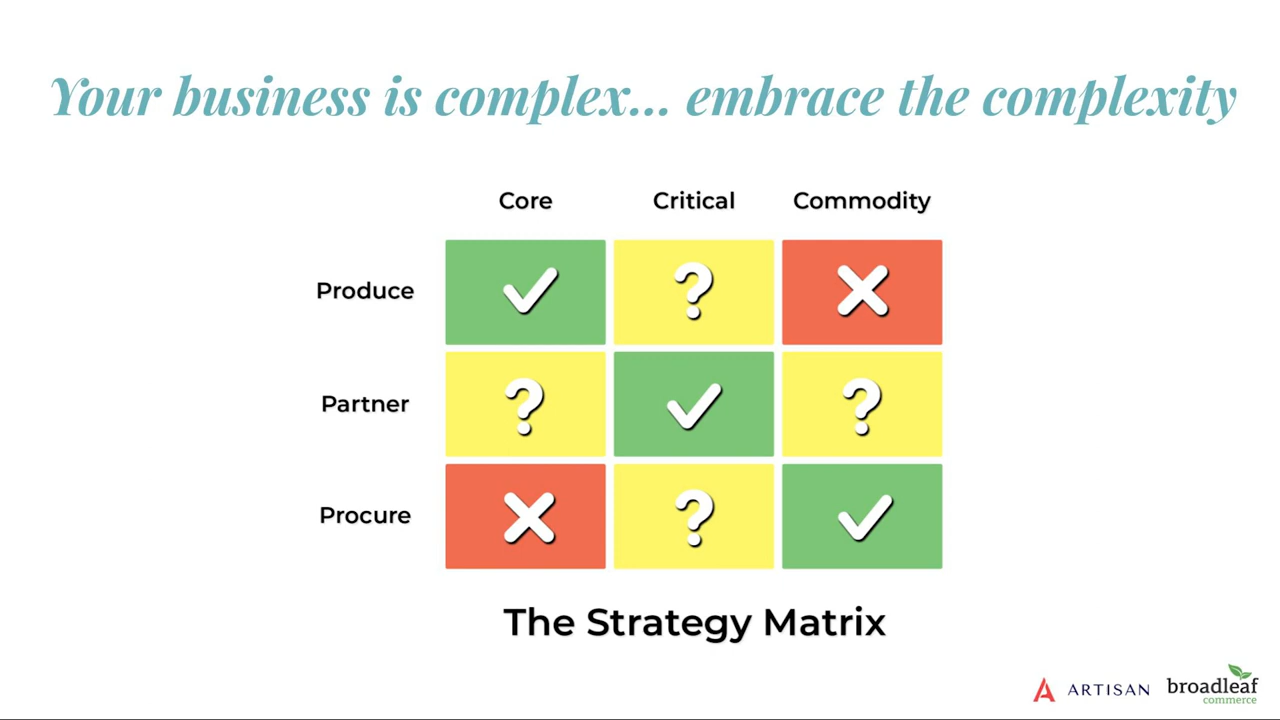 Your business is complex... embrace the complexity
Core Critical Commodity
Produce ?
Partner ? ?
Procure ?
The Strategy Matrix
ARTISAN broadleaf
commerce